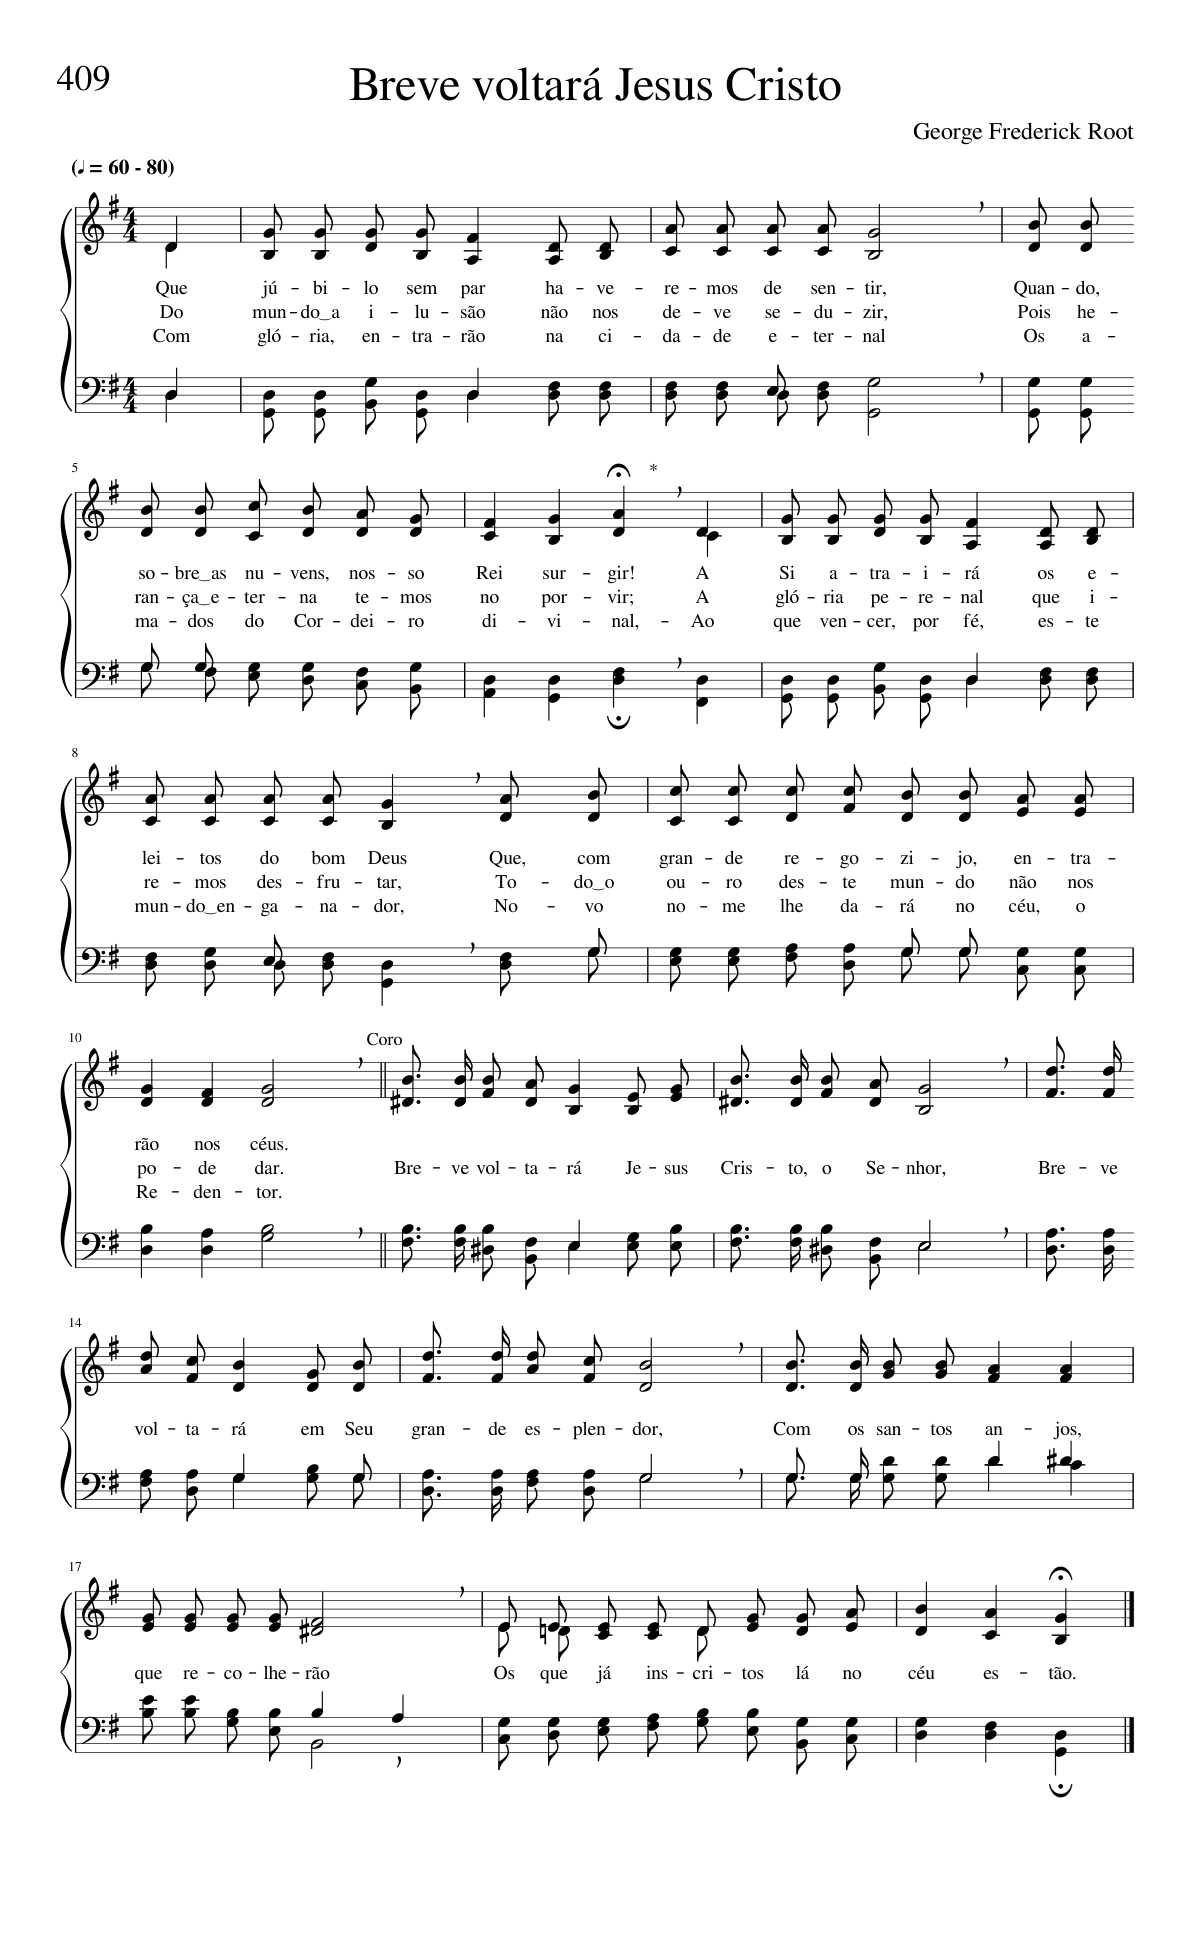 409
Breve voltará Jesus Cristo
George Frederick Root
(♩ = 60 - 80)
Que jú - bi - lo sem par ha - ve - re - mos de sen - tir, Quan - do,
Do mun - do‿a i - lu - são não nos de - ve se - du - zir, Pois he -
Com gló - ria, en - tra - rão na ci - da - de e - ter - nal Os a -
5
*
so - bre‿as nu - vens, nos - so Rei sur - gir! A Si a - tra - i - rá os e -
ran - ça‿e - ter - na te - mos no por - vir; A gló - ria pe - re - nal que i -
ma - dos do Cor - dei - ro di - vi - nal, - Ao que ven - cer, por fé, es - te
8
lei - tos do bom Deus Que, com gran - de re - go - zi - jo, en - tra -
re - mos des - fru - tar, To - do‿o ou - ro des - te mun - do não nos
mun - do‿en - ga - na - dor, No - vo no - me lhe da - rá no céu, o
10
Coro
rão nos céus.
po - de dar. Bre - ve vol - ta - rá Je - sus Cris - to, o Se - nhor, Bre - ve
Re - den - tor.
14
vol - ta - rá em Seu gran - de es - plen - dor, Com os san - tos an - jos,
17
que re - co - lhe - rão Os que já ins - cri - tos lá no céu es - tão.